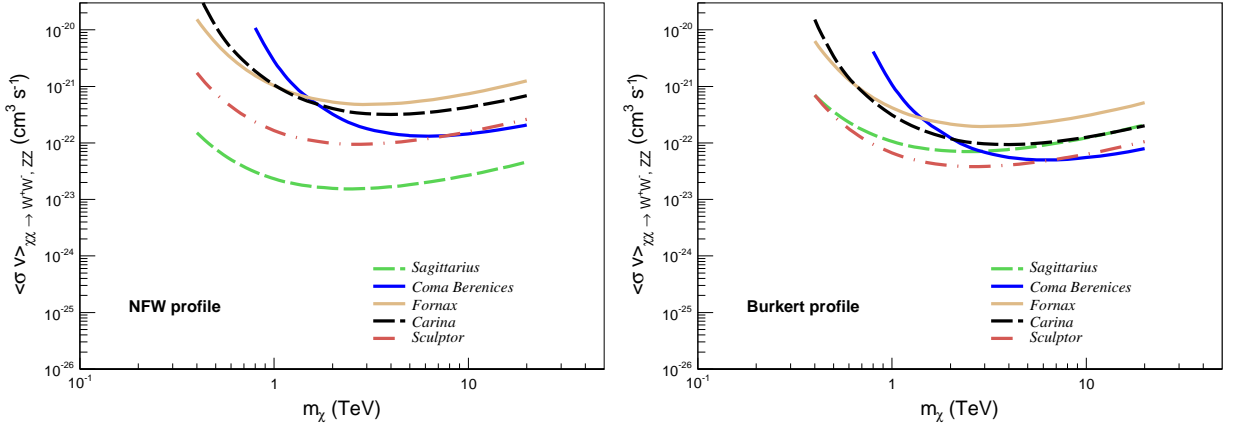 10⁻²⁰
10⁻²¹
10⁻²²
10⁻²³
10⁻²⁴
10⁻²⁵
10⁻²⁶
<σ v>χχ → W⁺W⁻, ZZ (cm³ s⁻¹)
Sagittarius
Coma Berenices
Fornax
Carina
Sculptor
NFW profile
10⁻¹ 1 10
mχ (TeV)
10⁻²⁰
10⁻²¹
10⁻²²
10⁻²³
10⁻²⁴
10⁻²⁵
10⁻²⁶
<σ v>χχ → W⁺W⁻, ZZ (cm³ s⁻¹)
Sagittarius
Coma Berenices
Fornax
Carina
Sculptor
Burkert profile
10⁻¹ 1 10
mχ (TeV)